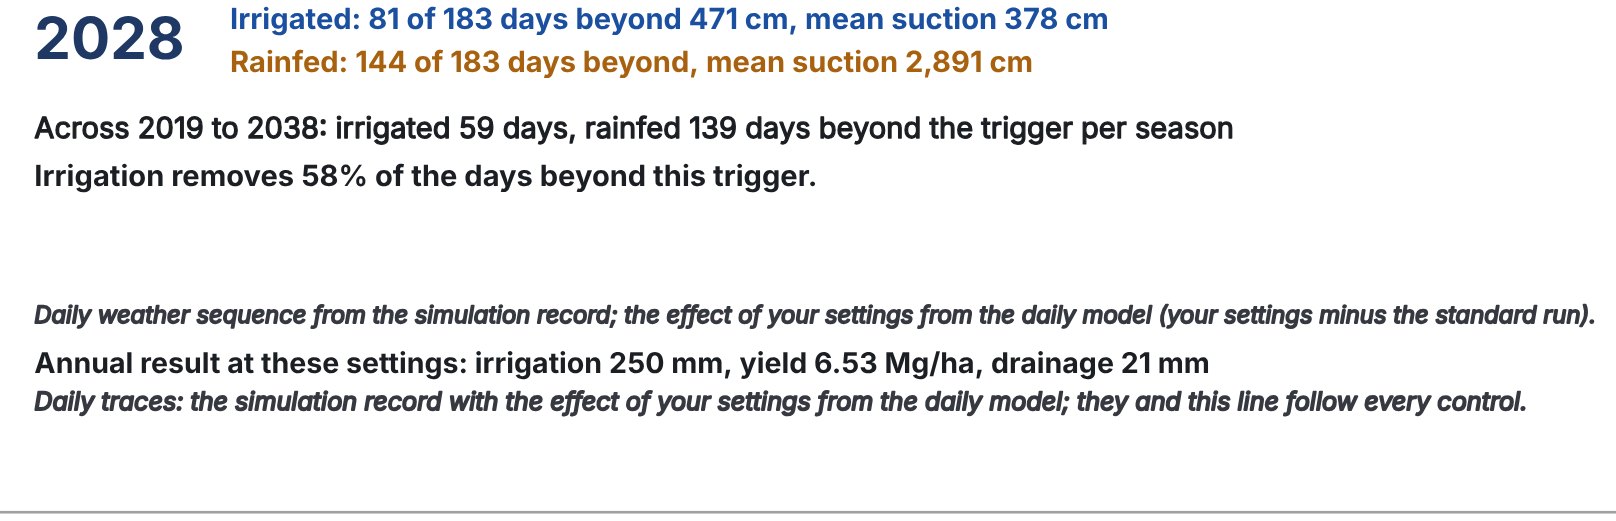 2028
Irrigated: 81 of 183 days beyond 471 cm, mean suction 378 cm
Rainfed: 144 of 183 days beyond, mean suction 2,891 cm
Across 2019 to 2038: irrigated 59 days, rainfed 139 days beyond the trigger per season
Irrigation removes 58% of the days beyond this trigger.
Daily weather sequence from the simulation record; the effect of your settings from the daily model (your settings minus the standard run).
Annual result at these settings: irrigation 250 mm, yield 6.53 Mg/ha, drainage 21 mm
Daily traces: the simulation record with the effect of your settings from the daily model; they and this line follow every control.